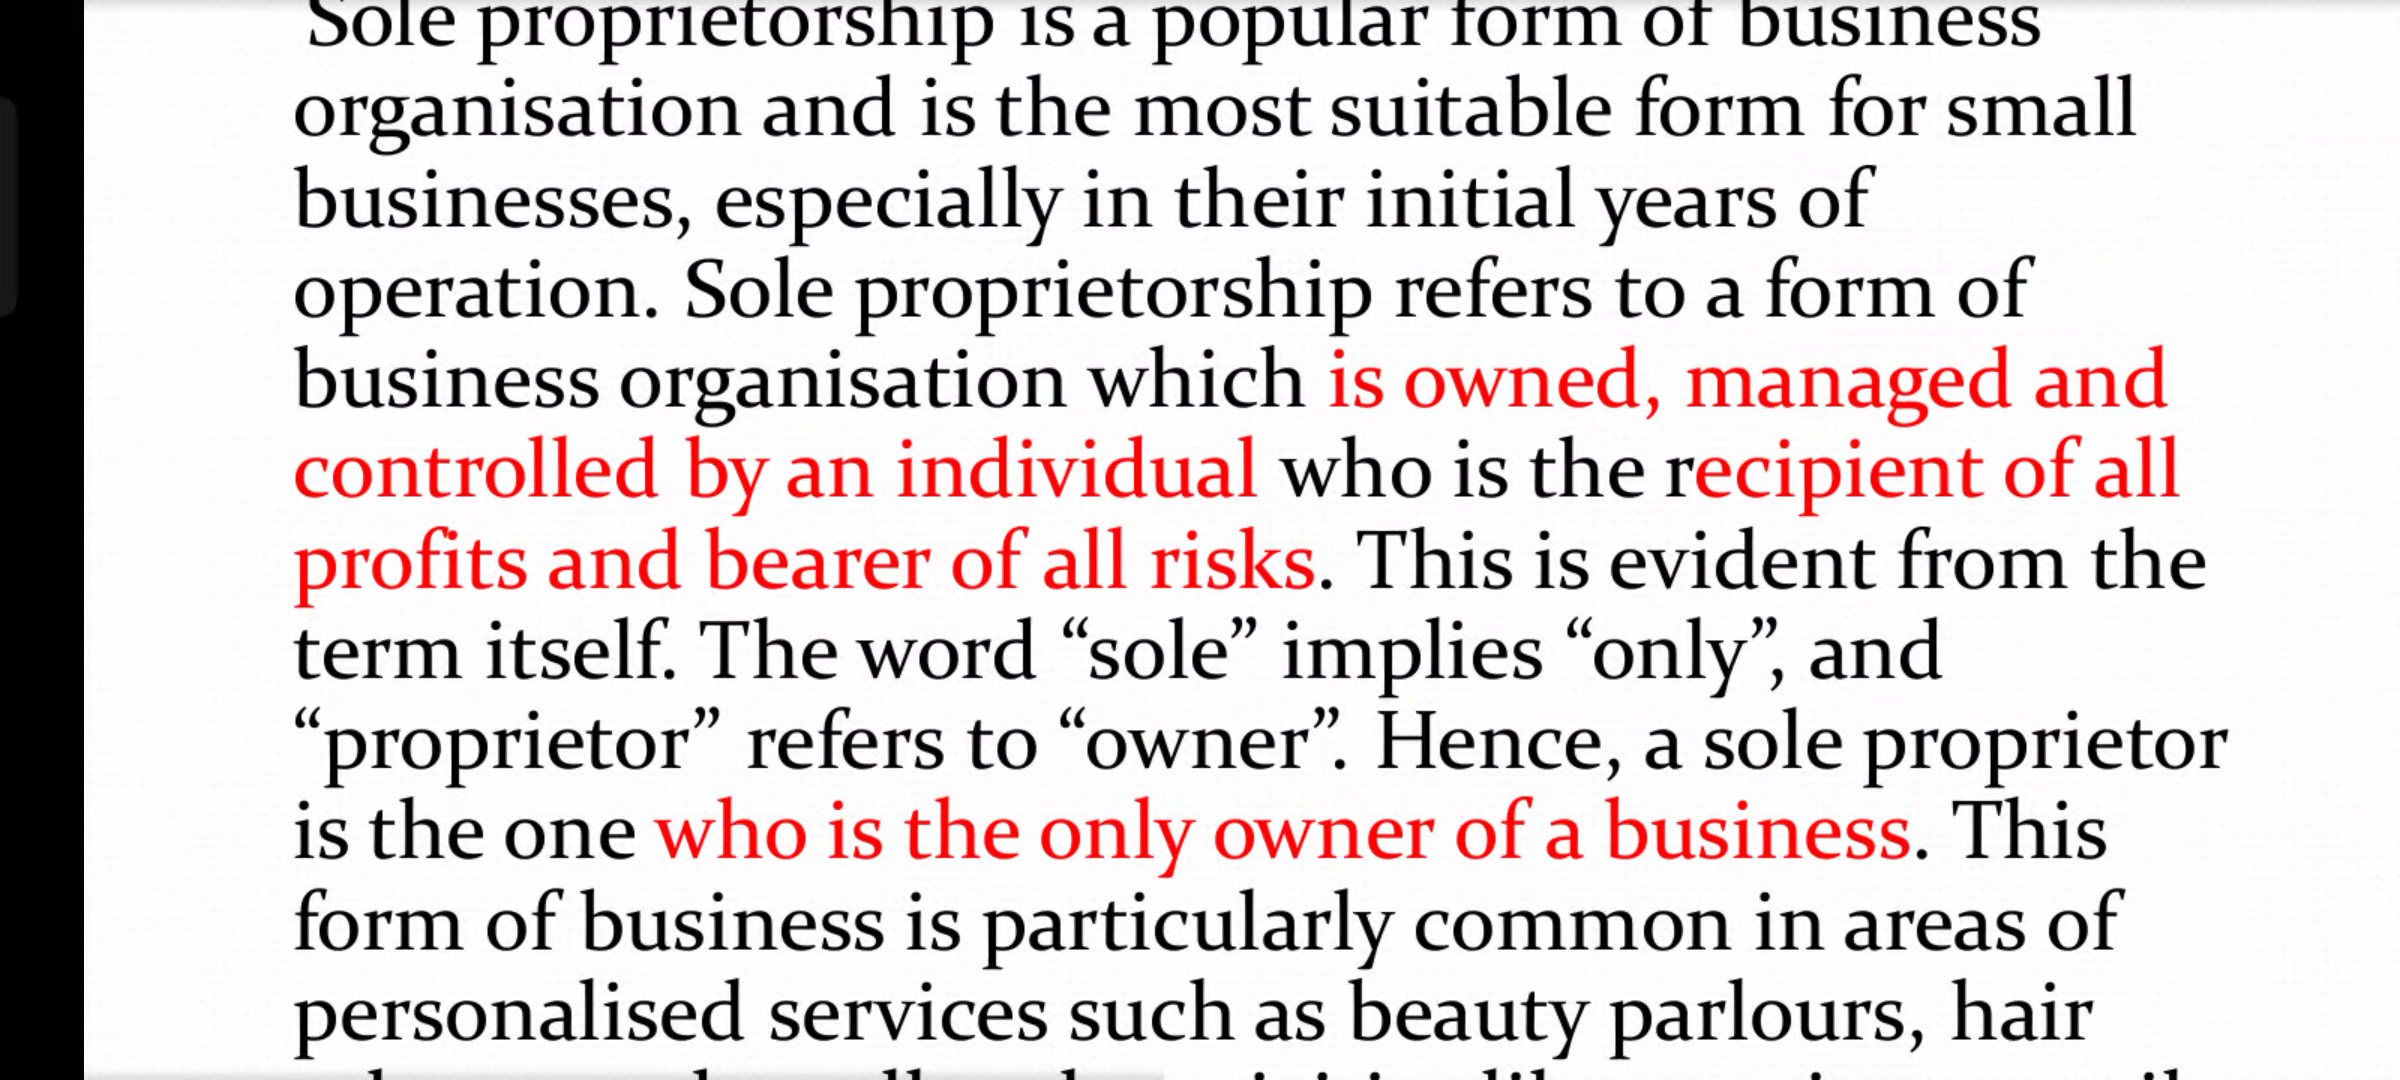 Sole proprietorship is a popular form of business
organisation and is the most suitable form for small
businesses, especially in their initial years of
operation. Sole proprietorship refers to a form of
business organisation which is owned, managed and
controlled by an individual who is the recipient of all
profits and bearer of all risks. This is evident from the
term itself. The word “sole” implies “only”, and
“proprietor” refers to “owner”. Hence, a sole proprietor
is the one who is the only owner of a business. This
form of business is particularly common in areas of
personalised services such as beauty parlours, hair